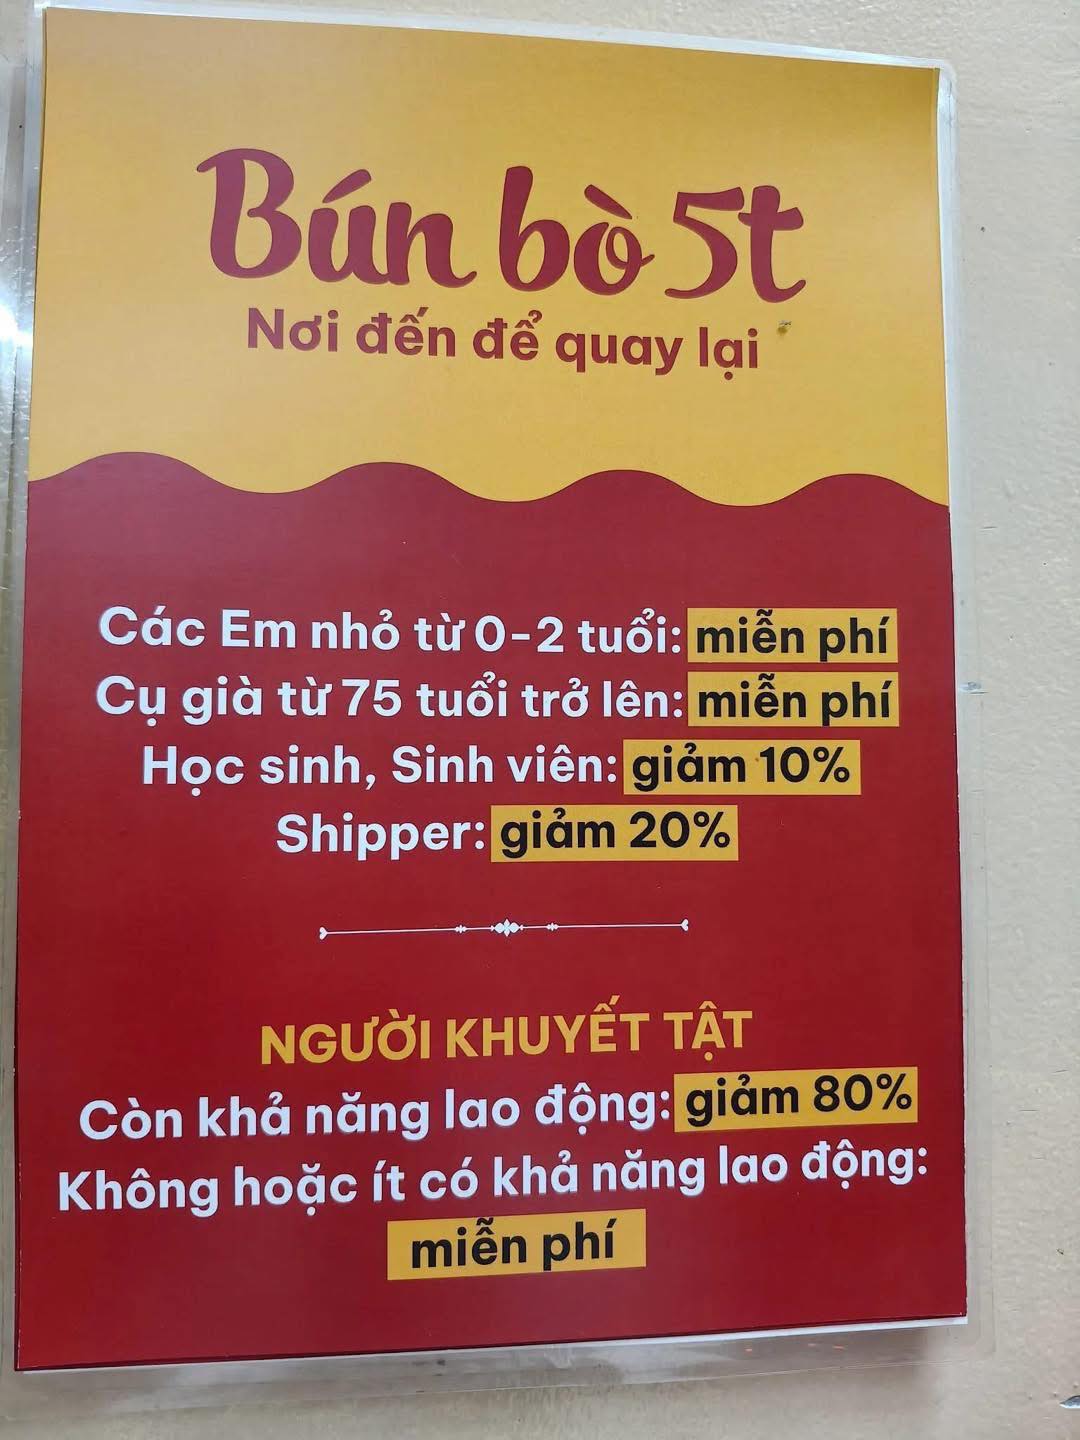 Bún bò 5t
Nơi đến để quay lại
Các Em nhỏ từ 0-2 tuổi: miễn phí
Cụ già từ 75 tuổi trở lên: miễn phí
Học sinh, Sinh viên: giảm 10%
Shipper: giảm 20%
NGƯỜI KHUYẾT TẬT
Còn khả năng lao động: giảm 80%
Không hoặc ít có khả năng lao động:
miễn phí